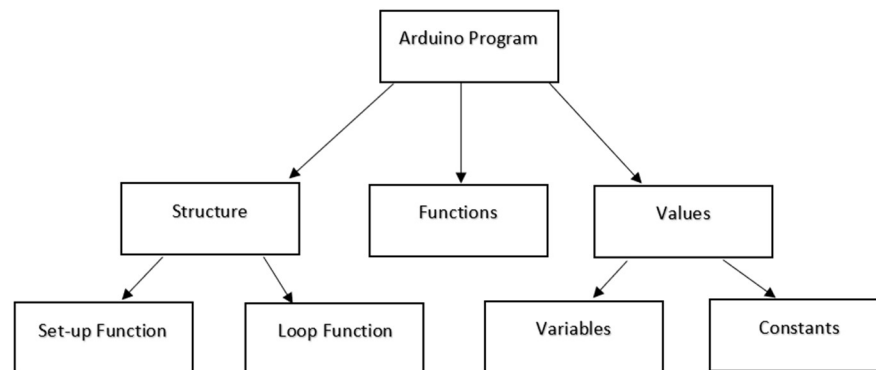 Arduino Program
Structure
Functions
Values
Set-up Function
Loop Function
Variables
Constants